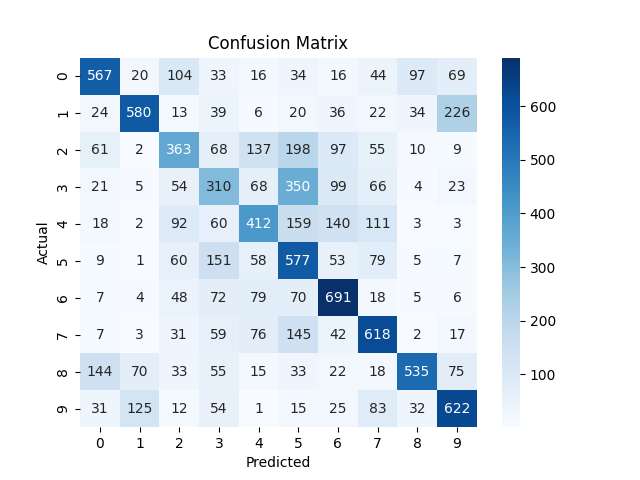 Confusion Matrix
0 567 20 104 33 16 34 16 44 97 69
1 24 580 13 39 6 20 36 22 34 226
2 61 2 363 68 137 198 97 55 10 9
3 21 5 54 310 68 350 99 66 4 23
4 18 2 92 60 412 159 140 111 3 3
5 9 1 60 151 58 577 53 79 5 7
6 7 4 48 72 79 70 691 18 5 6
7 7 3 31 59 76 145 42 618 2 17
8 144 70 33 55 15 33 22 18 535 75
9 31 125 12 54 1 15 25 83 32 622
0 1 2 3 4 5 6 7 8 9
Predicted
Actual
600
500
400
300
200
100